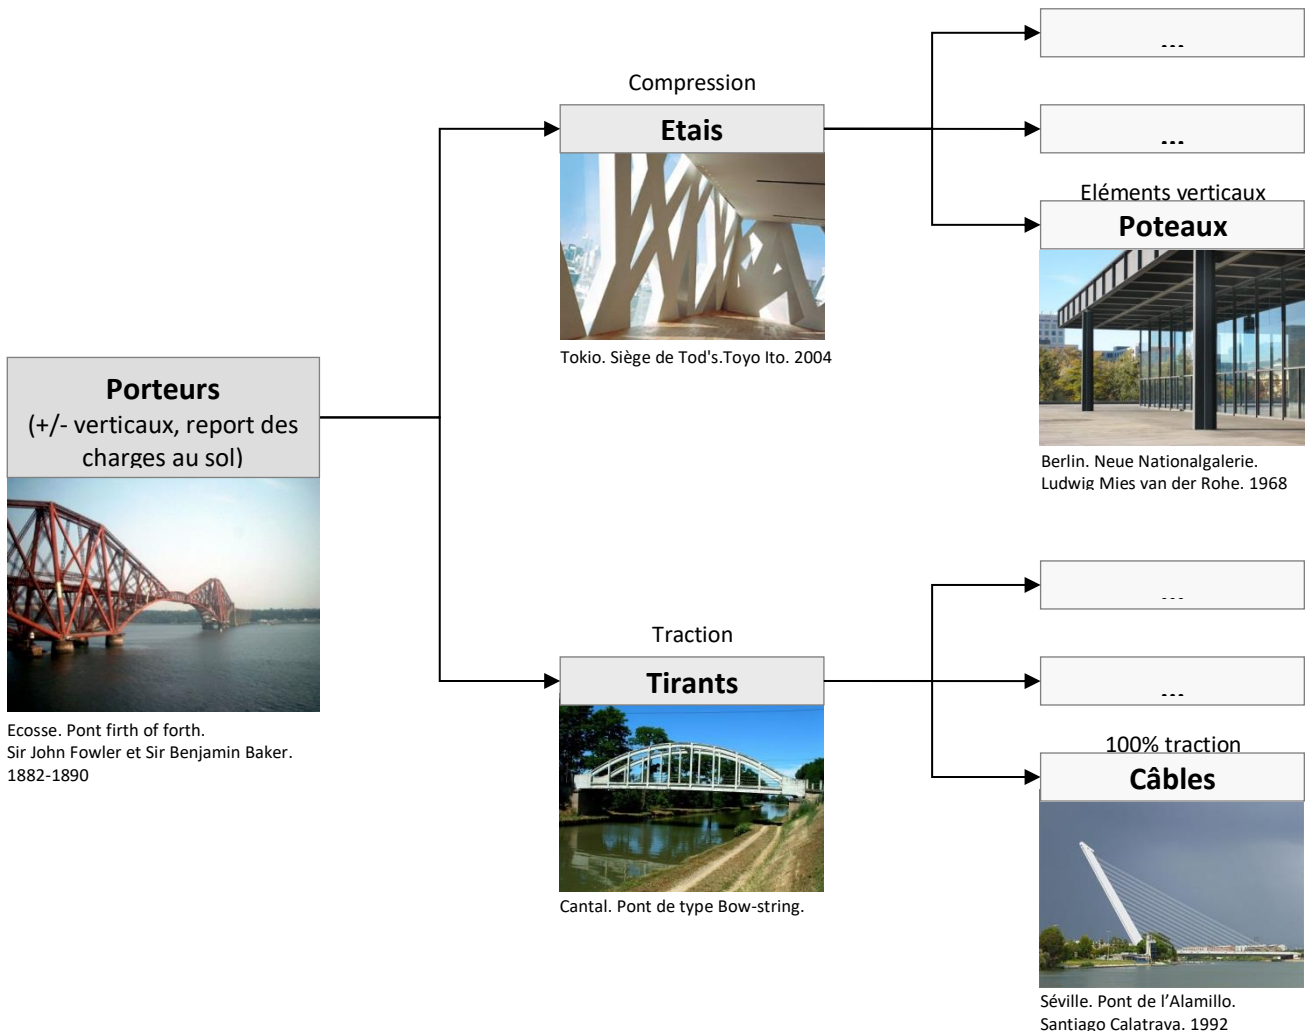 Porteurs
(+/- verticaux, report des
charges au sol)
Ecosse. Pont firth of forth.
Sir John Fowler et Sir Benjamin Baker.
1882-1890
Compression
Etais
Tokio. Siège de Tod's.Toyo Ito. 2004
Traction
Tirants
Cantal. Pont de type Bow-string.
...
...
Eléments verticaux
Poteaux
Berlin. Neue Nationalgalerie.
Ludwig Mies van der Rohe. 1968
...
...
100% traction
Câbles
Séville. Pont de l’Alamillo.
Santiago Calatrava. 1992